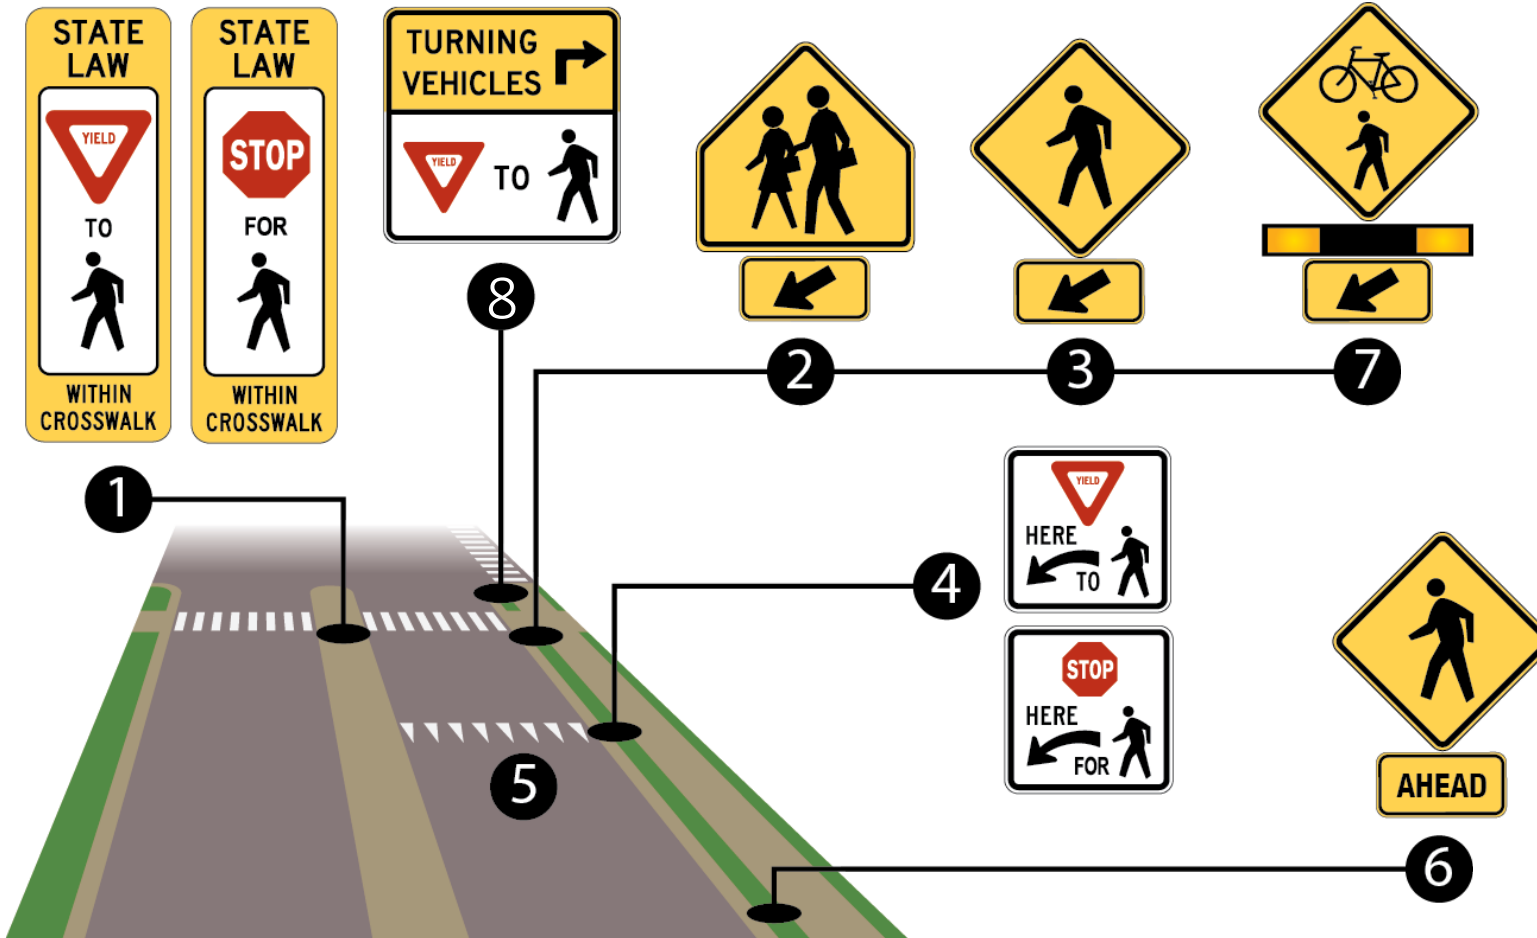 STATE
LAW
YIELD
TO
WITHIN
CROSSWALK
STATE
LAW
STOP
FOR
WITHIN
CROSSWALK
1
TURNING
VEHICLES
YIELD
TO
8
2
3
7
YIELD
HERE
TO
4
STOP
HERE
FOR
5
AHEAD
6